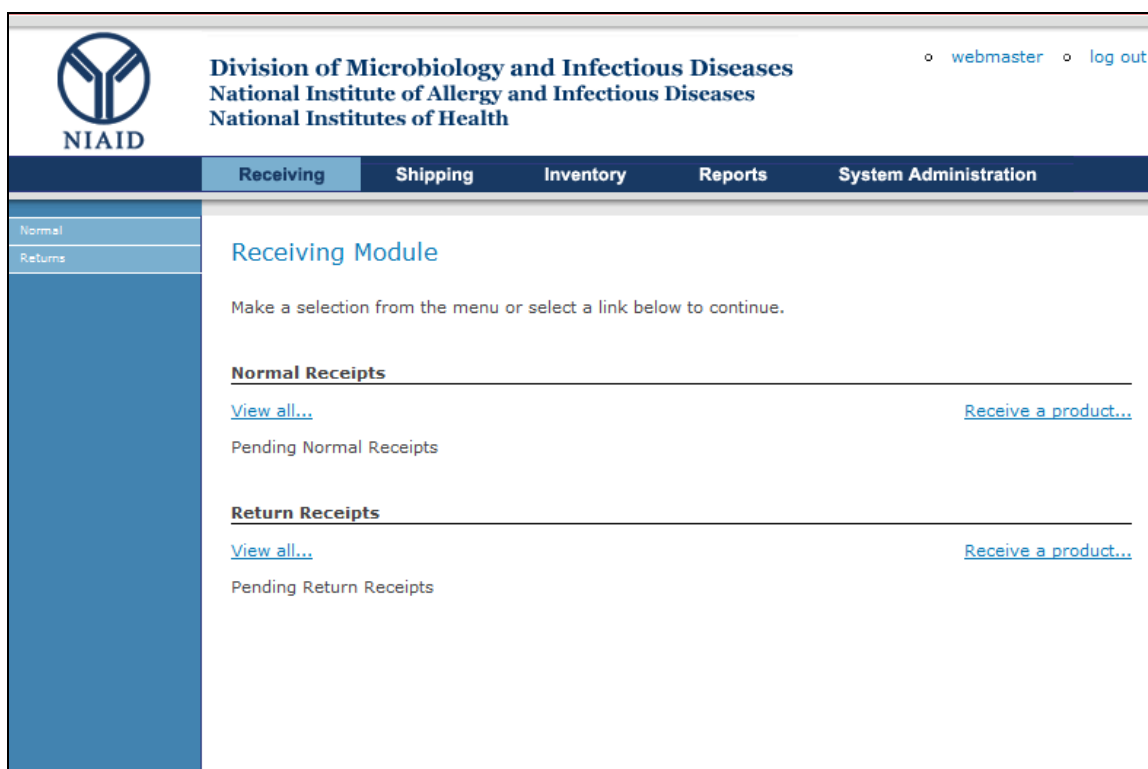 NIAID
Division of Microbiology and Infectious Diseases
National Institute of Allergy and Infectious Diseases
National Institutes of Health
webmaster log out
Receiving Shipping Inventory Reports System Administration
Normal
Returns
Receiving Module
Make a selection from the menu or select a link below to continue.
Normal Receipts
View all... Receive a product...
Pending Normal Receipts
Return Receipts
View all... Receive a product...
Pending Return Receipts